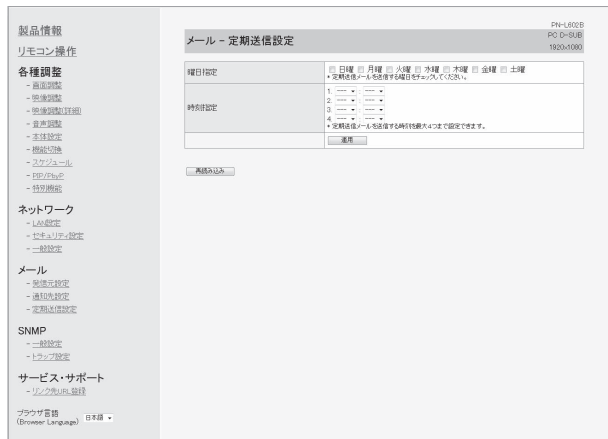 製品情報
リモコン操作
各種調整
- 画面調整
- 映像調整
- 映像調整(詳細)
- 音声調整
- 本体設定
- 機能切換
- スケジュール
- PIP/PbyP
- 特別機能
ネットワーク
- LAN設定
- セキュリティ設定
- 一般設定
メール
- 発信元設定
- 通知先設定
- 定期送信設定
SNMP
- 一般設定
- トラップ設定
サービス・サポート
- リンク先URL登録
ブラウザ言語
(Browser Language) 日本語
メール - 定期送信設定
PN-L602B
PC D-SUB
1920x1080
曜日指定
日曜 月曜 火曜 水曜 木曜 金曜 土曜
* 定期送信メールを送信する曜日をチェックしてください。
時刻指定
1. --- : ---
2. --- : ---
3. --- : ---
4. --- : ---
* 定期送信メールを送信する時刻を最大4つまで設定できます。
適用
再読み込み